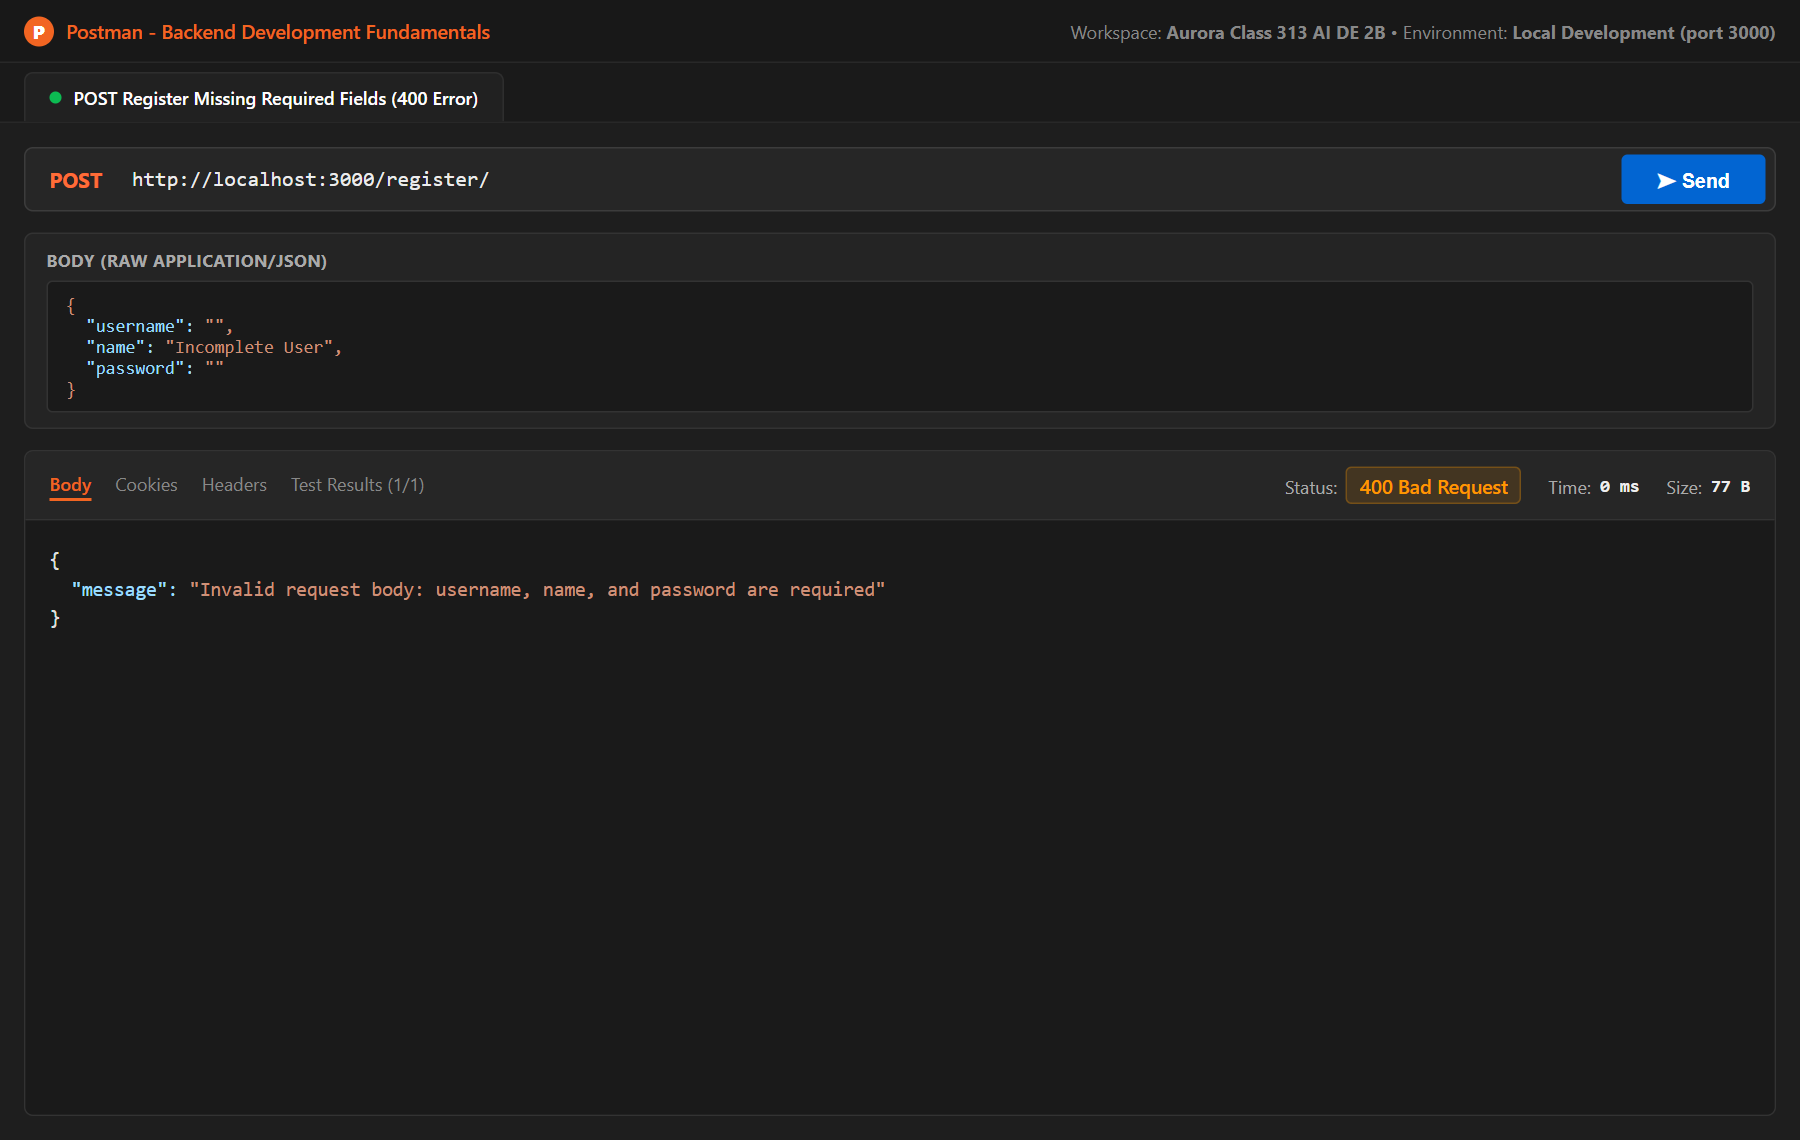 P Postman - Backend Development Fundamentals
Workspace: Aurora Class 313 AI DE 2B • Environment: Local Development (port 3000)
POST Register Missing Required Fields (400 Error)
POST http://localhost:3000/register/
➤ Send
BODY (RAW APPLICATION/JSON)
{
  "username": "",
  "name": "Incomplete User",
  "password": ""
}
Body Cookies Headers Test Results (1/1)
Status: 400 Bad Request Time: 0 ms Size: 77 B
{
  "message": "Invalid request body: username, name, and password are required"
}